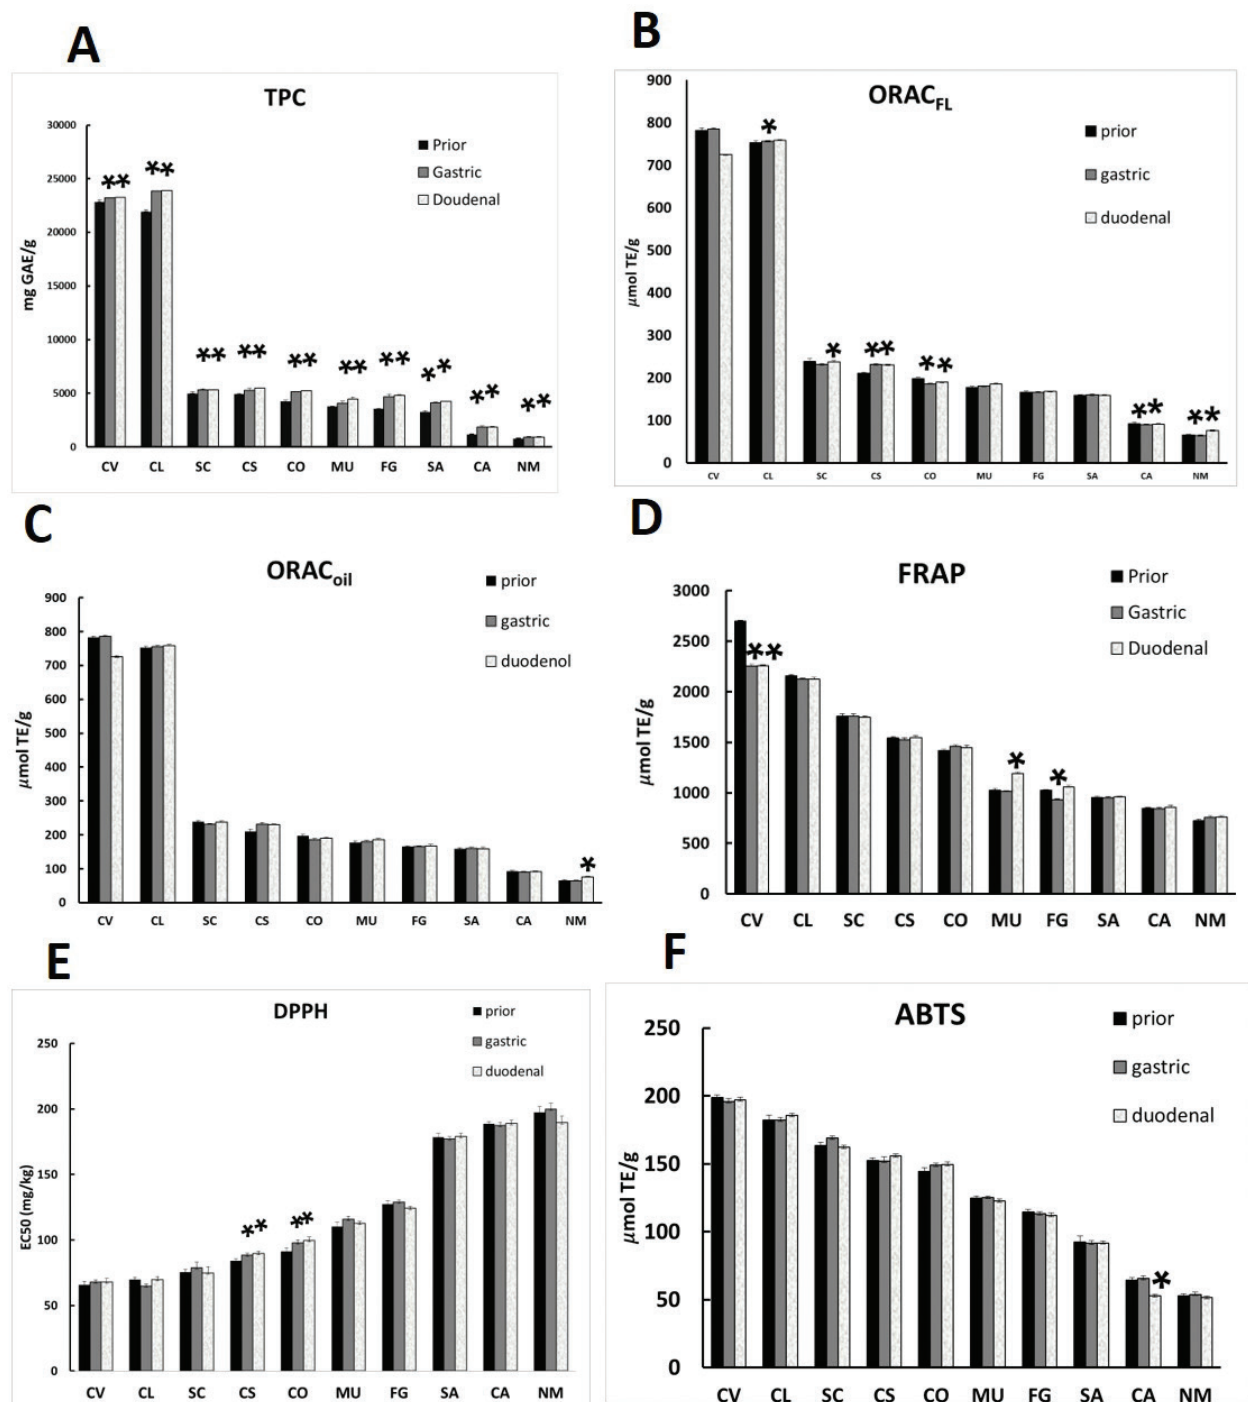 A
TPC
mg GAE/g
30000
25000
20000
15000
10000
5000
0
Prior
Gastric
Doudenal
** ** ** ** ** ** ** ** ** **
CV CL SC CS CO MU FG SA CA NM
B
ORACFL
µmol TE/g
900
800
700
600
500
400
300
200
100
0
prior
gastric
duodenal
* * ** ** ** **
CV CL SC CS CO MU FG SA CA NM
C
ORACoil
µmol TE/g
900
800
700
600
500
400
300
200
100
0
prior
gastric
duodenol
*
CV CL SC CS CO MU FG SA CA NM
D
FRAP
µmol TE/g
3000
2500
2000
1500
1000
500
0
Prior
Gastric
Duodenal
** * *
CV CL SC CS CO MU FG SA CA NM
E
DPPH
EC50 (mg/kg)
250
200
150
100
50
0
prior
gastric
duodenal
** **
CV CL SC CS CO MU FG SA CA NM
F
ABTS
µmol TE/g
250
200
150
100
50
0
prior
gastric
duodenal
*
CV CL SC CS CO MU FG SA CA NM